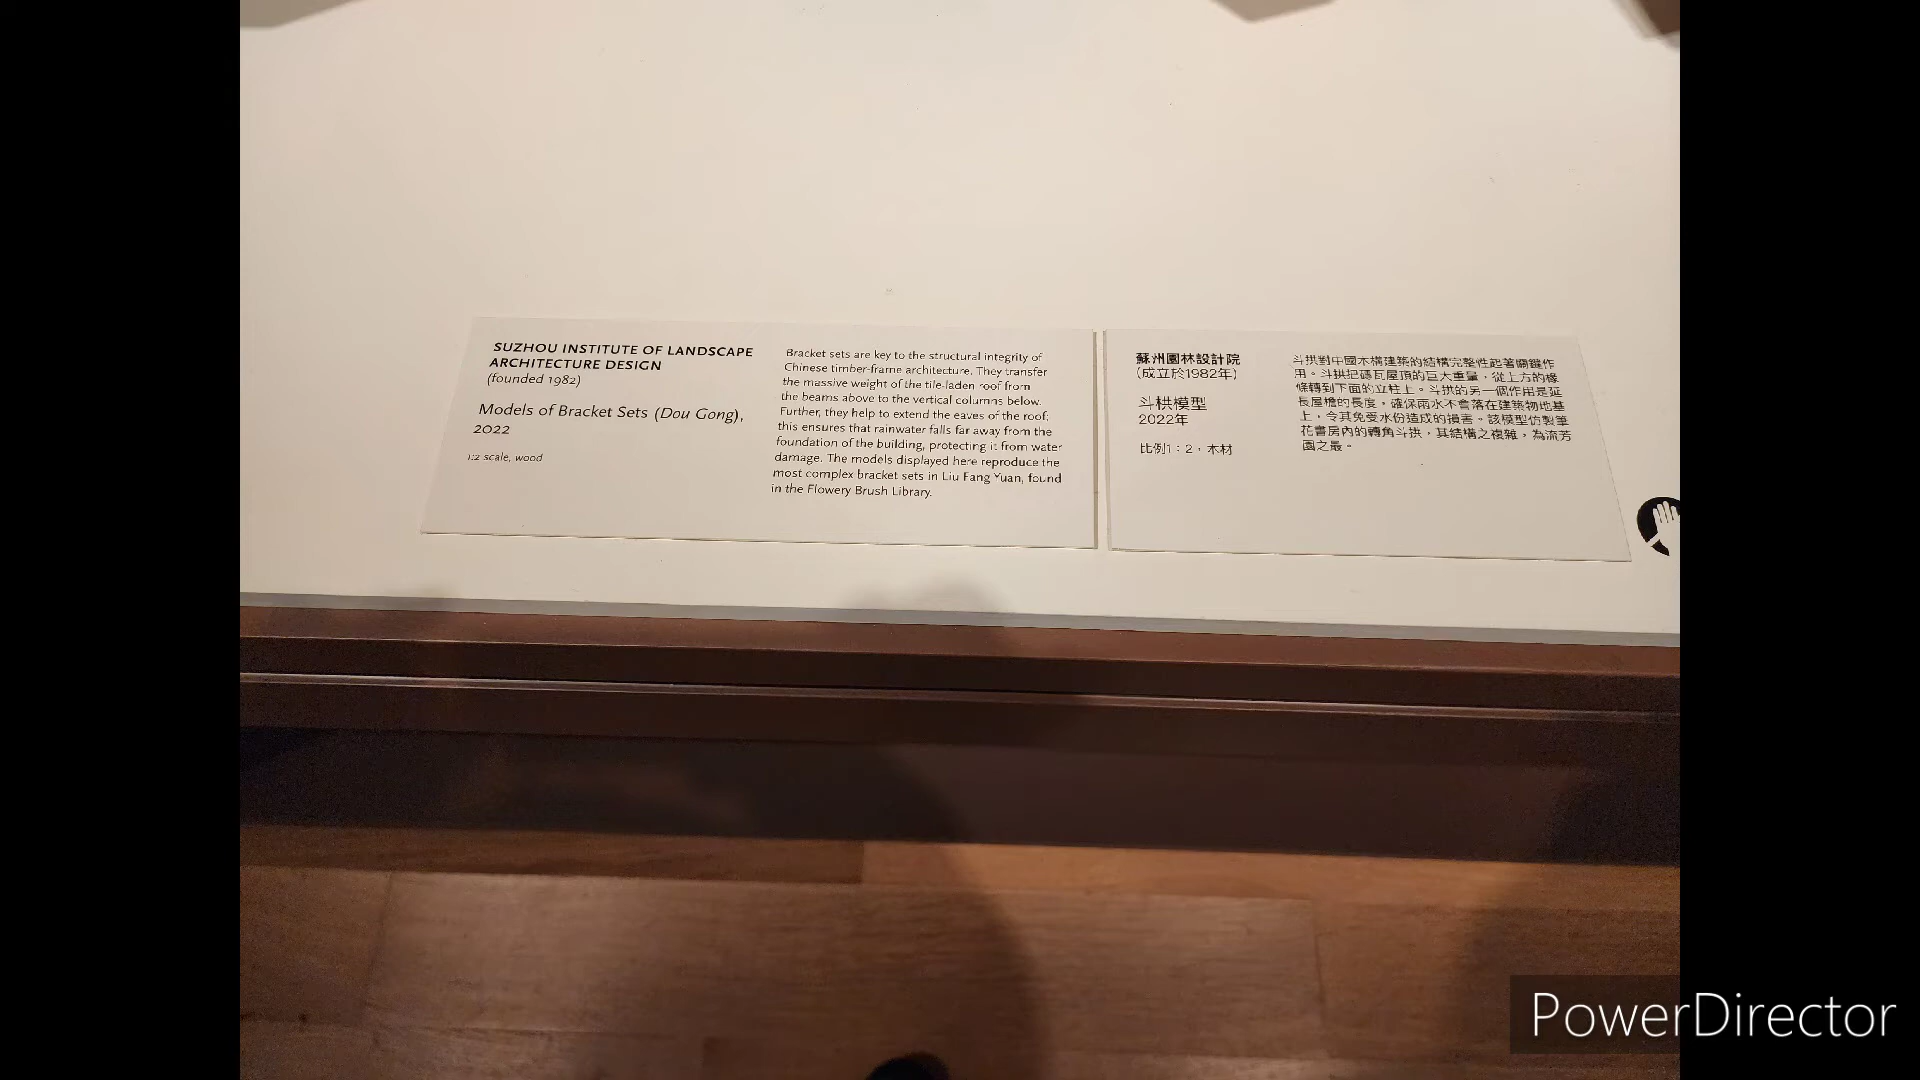 SUZHOU INSTITUTE OF LANDSCAPE
ARCHITECTURE DESIGN
(founded 1982)
Models of Bracket Sets (Dou Gong),
2022
1:2 scale, wood
Bracket sets are key to the structural integrity of
Chinese timber-frame architecture. They transfer
the massive weight of the tile-laden roof from
the beams above to the vertical columns below.
Further, they help to extend the eaves of the roof;
this ensures that rainwater falls far away from the
foundation of the building, protecting it from water
damage. The models displayed here reproduce the
most complex bracket sets in Liu Fang Yuan, found
in the Flowery Brush Library.
蘇州園林設計院
(成立於1982年)
斗栱模型
2022年
比例1:2,木材
斗拱對中國木構建築的結構完整性起著關鍵作
用。斗拱把磚瓦屋頂的巨大重量,從上方的椽
條轉到下面的立柱上。斗拱的另一個作用是延
長屋檐的長度,確保雨水不會落在建築物地基
上,令其免受水份造成的損害。該模型仿製筆
花書房內的轉角斗拱,其結構之複雜,為流芳
園之最。
PowerDirector